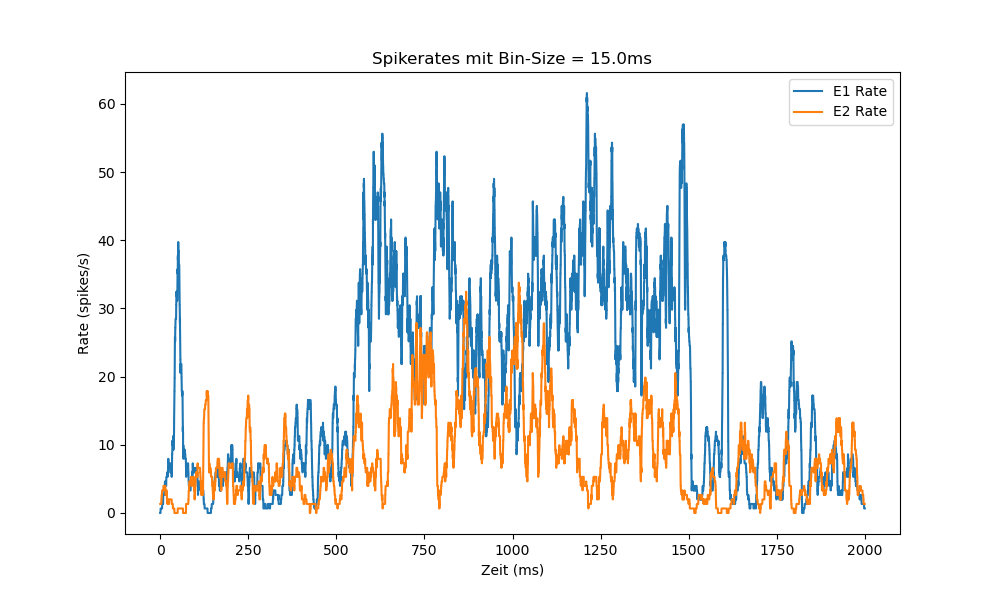 Spikerates mit Bin-Size = 15.0ms
E1 Rate
E2 Rate
Rate (spikes/s)
60
50
40
30
20
10
0
0 250 500 750 1000 1250 1500 1750 2000
Zeit (ms)